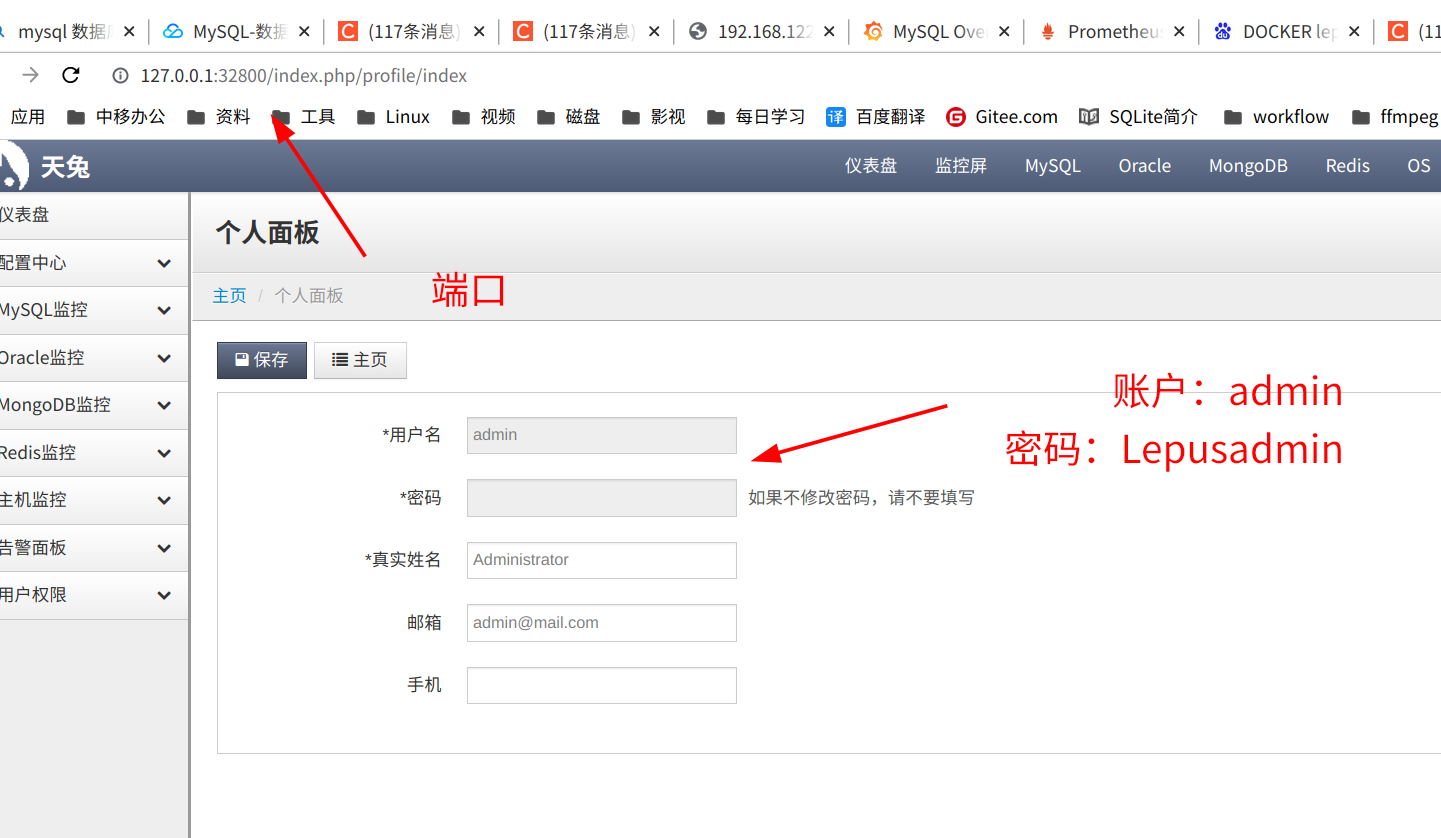 mysql 数据 MySQL-数据 (117条消息) (117条消息) 192.168.122 MySQL Ove Prometheus DOCKER lep (11
127.0.0.1:32800/index.php/profile/index
应用 中移办公 资料 工具 Linux 视频 磁盘 影视 每日学习 译 百度翻译 Gitee.com SQLite简介 workflow ffmpeg
天兔 仪表盘 监控屏 MySQL Oracle MongoDB Redis OS
仪表盘
配置中心
MySQL监控
Oracle监控
MongoDB监控
Redis监控
主机监控
告警面板
用户权限
个人面板
端口
主页 / 个人面板
保存 主页
账户：admin
密码：Lepusadmin
*用户名 admin
*密码 如果不修改密码，请不要填写
*真实姓名 Administrator
邮箱 admin@mail.com
手机